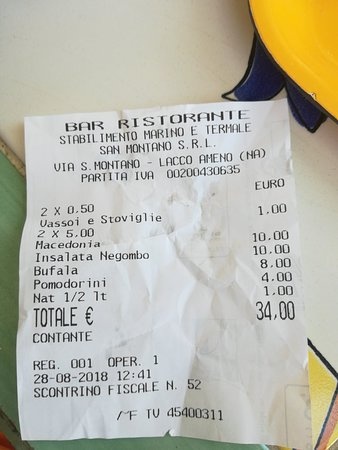 BAR RISTORANTE
STABILIMENTO MARINO E TERMALE
SAN MONTANO S.R.L.
VIA S.MONTANO - LACCO AMENO (NA)
PARTITA IVA 00200430635
EURO
2 X 0,50
Vassoi e Stoviglie 1,00
2 X 5,00
Macedonia 10,00
Insalata Negombo 10,00
Bufala 8,00
Pomodorini 4,00
Nat 1/2 lt 1,00
TOTALE € 34,00
CONTANTE
REG. 001 OPER. 1
28-08-2018 12:41
SCONTRINO FISCALE N. 52
MF TV 45400311